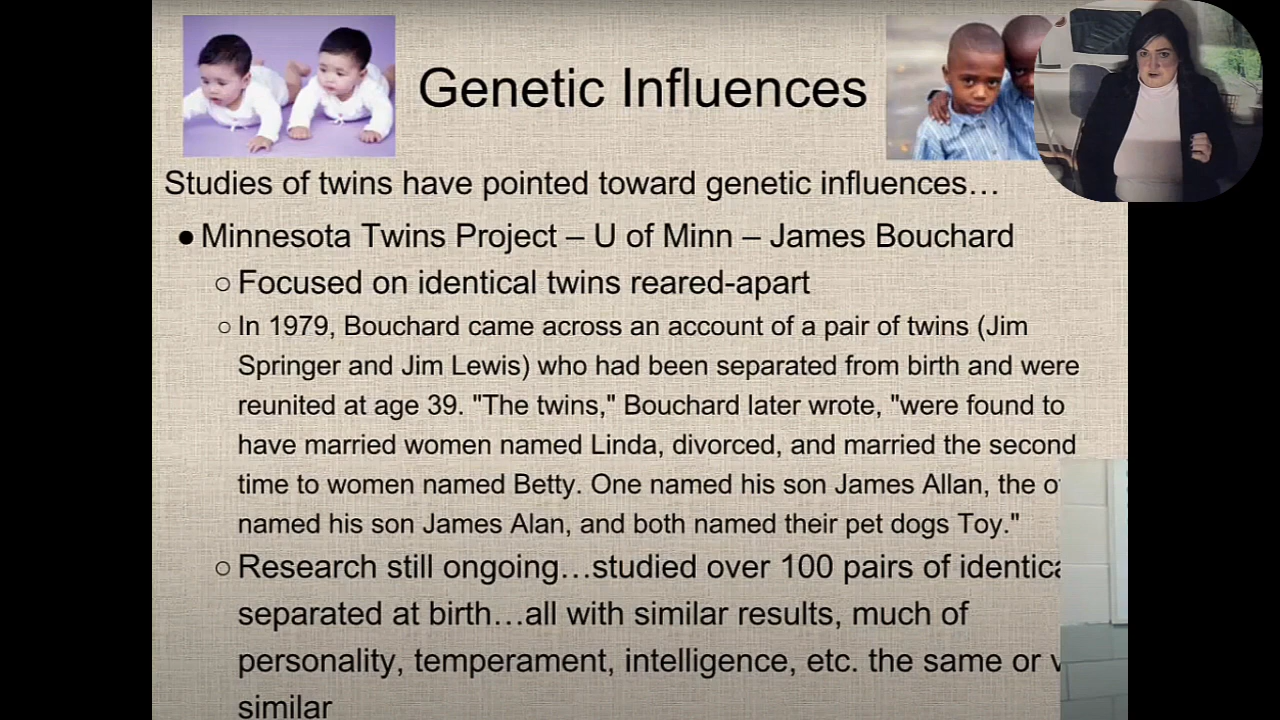 Genetic Influences
Studies of twins have pointed toward genetic influences…
● Minnesota Twins Project – U of Minn – James Bouchard
○ Focused on identical twins reared-apart
○ In 1979, Bouchard came across an account of a pair of twins (Jim
Springer and Jim Lewis) who had been separated from birth and were
reunited at age 39. "The twins," Bouchard later wrote, "were found to
have married women named Linda, divorced, and married the second
time to women named Betty. One named his son James Allan, the
named his son James Alan, and both named their pet dogs Toy."
○ Research still ongoing…studied over 100 pairs of
separated at birth…all with similar results, much of
personality, temperament, intelligence, etc. the same or
similar